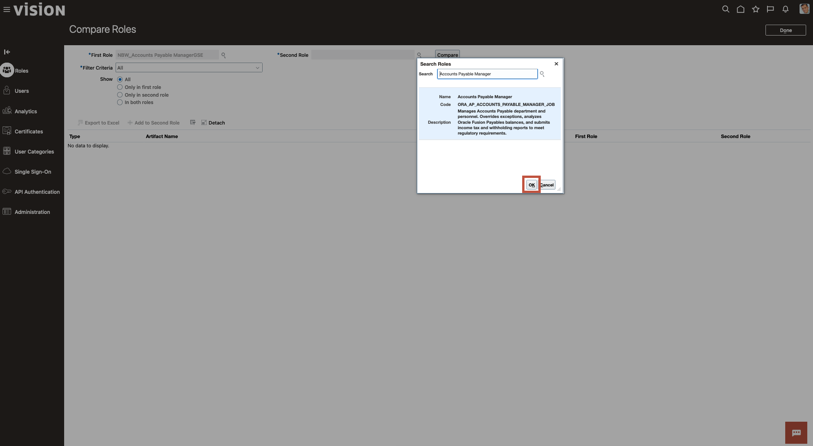 VISION
Compare Roles
Done
*First Role NEW_Accounts Payable Manager/SSE
*Second Role
Compare
*Filter Criteria All
Show All
Only in first role
Only in second role
In both roles
Export to Excel
Add to Second Role
Detach
Type
Artifact Name
First Role
Second Role
No data to display.
Roles
Users
Analytics
Certificates
User Categories
Single Sign-On
API Authentication
Administration
Search Roles
Search Accounts Payable Manager
Name Accounts Payable Manager
Code ORA_AP_ACCOUNTS_PAYABLE_MANAGER_JOB
Description Manages Accounts Payable department and
personnel. Overrides exceptions, analyzes
Oracle Fusion Payables balances, and submits
income tax and withholding reports to meet
regulatory requirements.
OK
Cancel